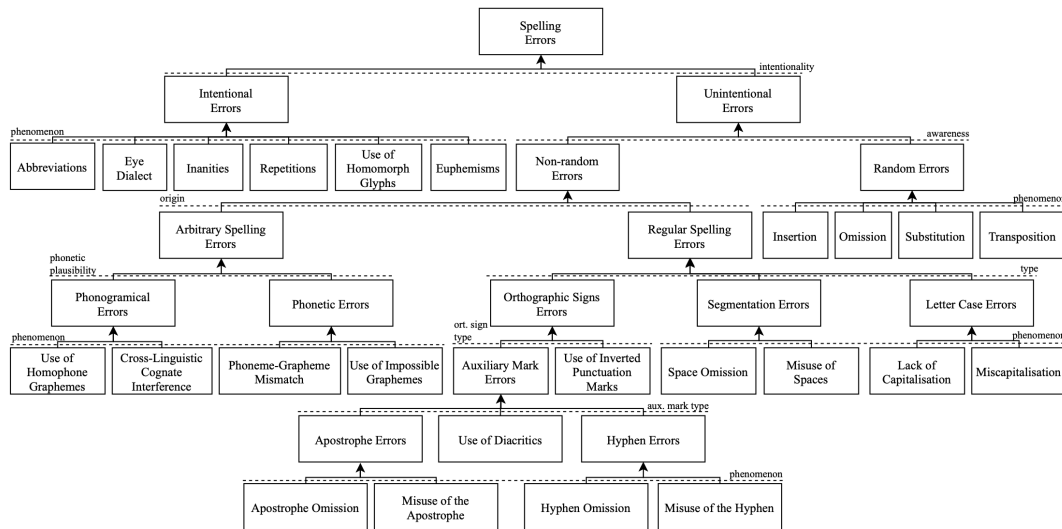 Spelling
Errors
intentionality
Intentional
Errors
Unintentional
Errors
phenomenon
awareness
Abbreviations
Eye
Dialect
Inanities
Repetitions
Use of
Homomorph
Glyphs
Euphemisms
Non-random
Errors
Random Errors
origin
phenomenon
Arbitrary Spelling
Errors
Regular Spelling
Errors
Insertion
Omission
Substitution
Transposition
phonetic
plausibility
type
Phonogramical
Errors
Phonetic Errors
Orthographic Signs
Errors
Segmentation Errors
Letter Case Errors
phenomenon
ort. sign
type
phenomenon
Use of
Homophone
Graphemes
Cross-Linguistic
Cognate
Interference
Phoneme-Grapheme
Mismatch
Use of Impossible
Graphemes
Auxiliary Mark
Errors
Use of Inverted
Punctuation
Marks
Space Omission
Misuse of
Spaces
Lack of
Capitalisation
Miscapitalisation
aux. mark type
Apostrophe Errors
Use of Diacritics
Hyphen Errors
phenomenon
Apostrophe Omission
Misuse of the
Apostrophe
Hyphen Omission
Misuse of the Hyphen